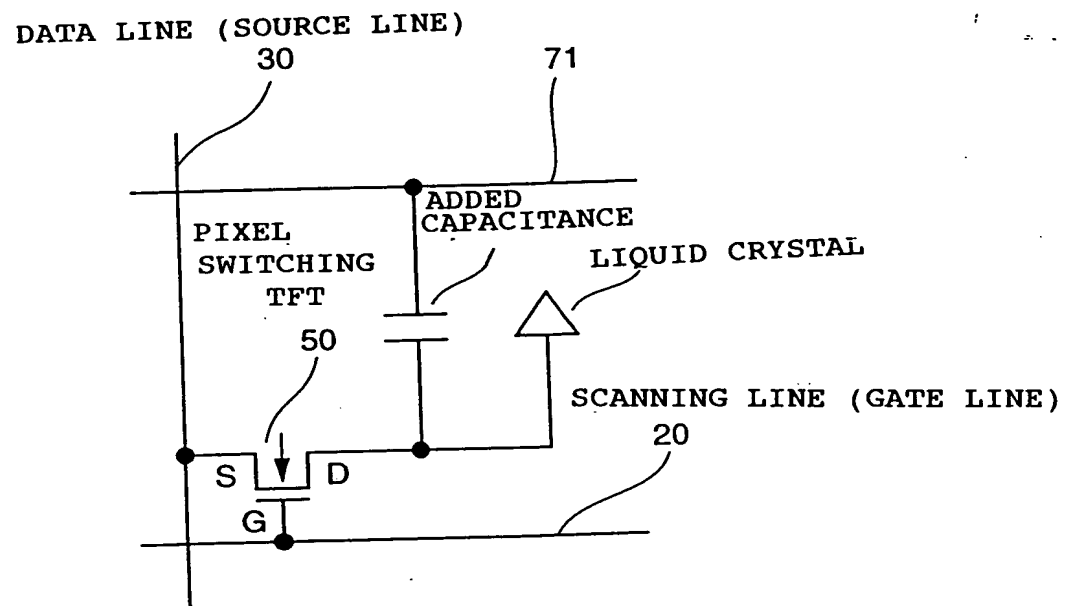 DATA LINE (SOURCE LINE)
30
71
ADDED
CAPACITANCE
PIXEL
SWITCHING
TFT
LIQUID CRYSTAL
50
SCANNING LINE (GATE LINE)
20
S
D
G